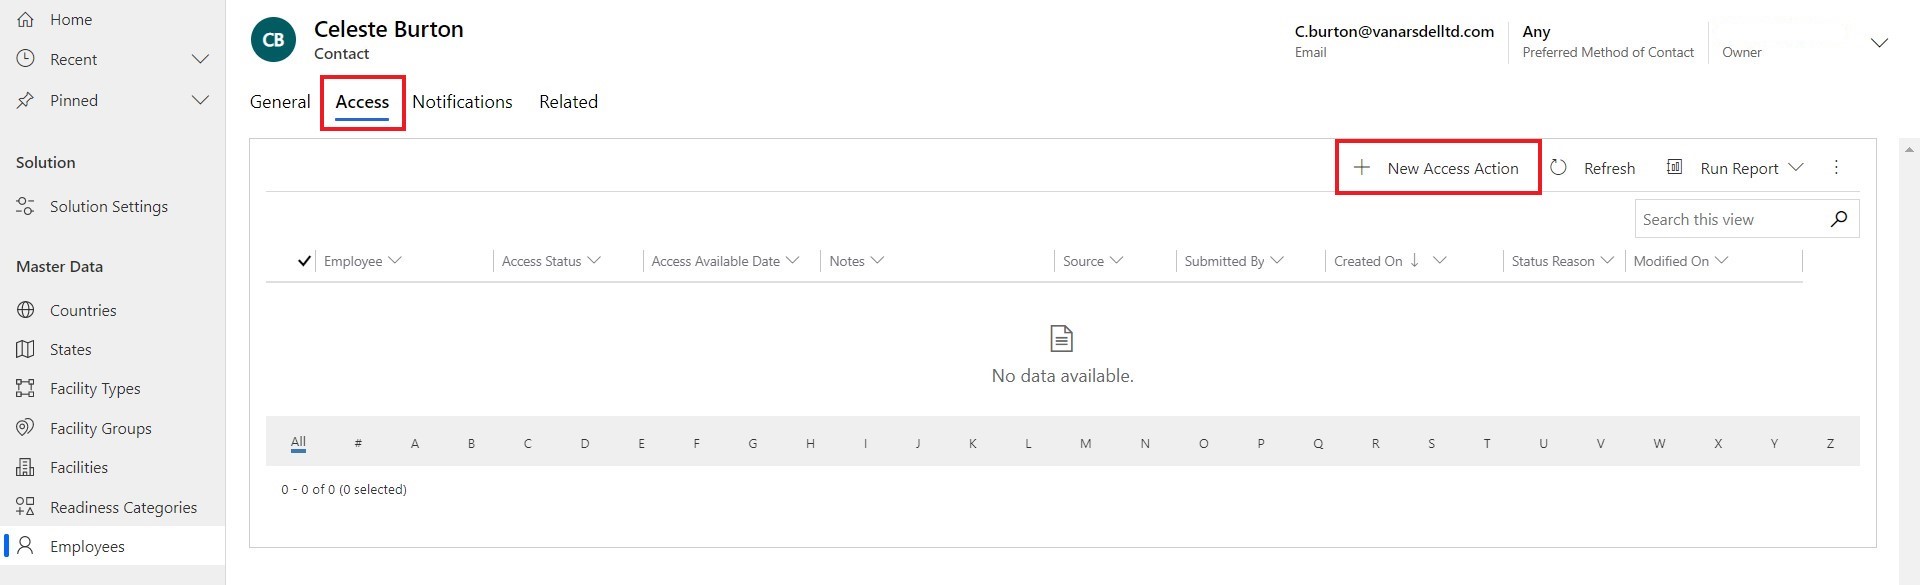 Home
Recent
Pinned
Solution
Solution Settings
Master Data
Countries
States
Facility Types
Facility Groups
Facilities
Readiness Categories
Employees
CB
Celeste Burton
Contact
C.burton@vanarsdelltd.com
Email
Any
Preferred Method of Contact
Owner
General Access Notifications Related
New Access Action Refresh Run Report
Search this view
Employee Access Status Access Available Date Notes Source Submitted By Created On Status Reason Modified On
No data available.
All # A B C D E F G H I J K L M N O P Q R S T U V W X Y Z
0 - 0 of 0 (0 selected)